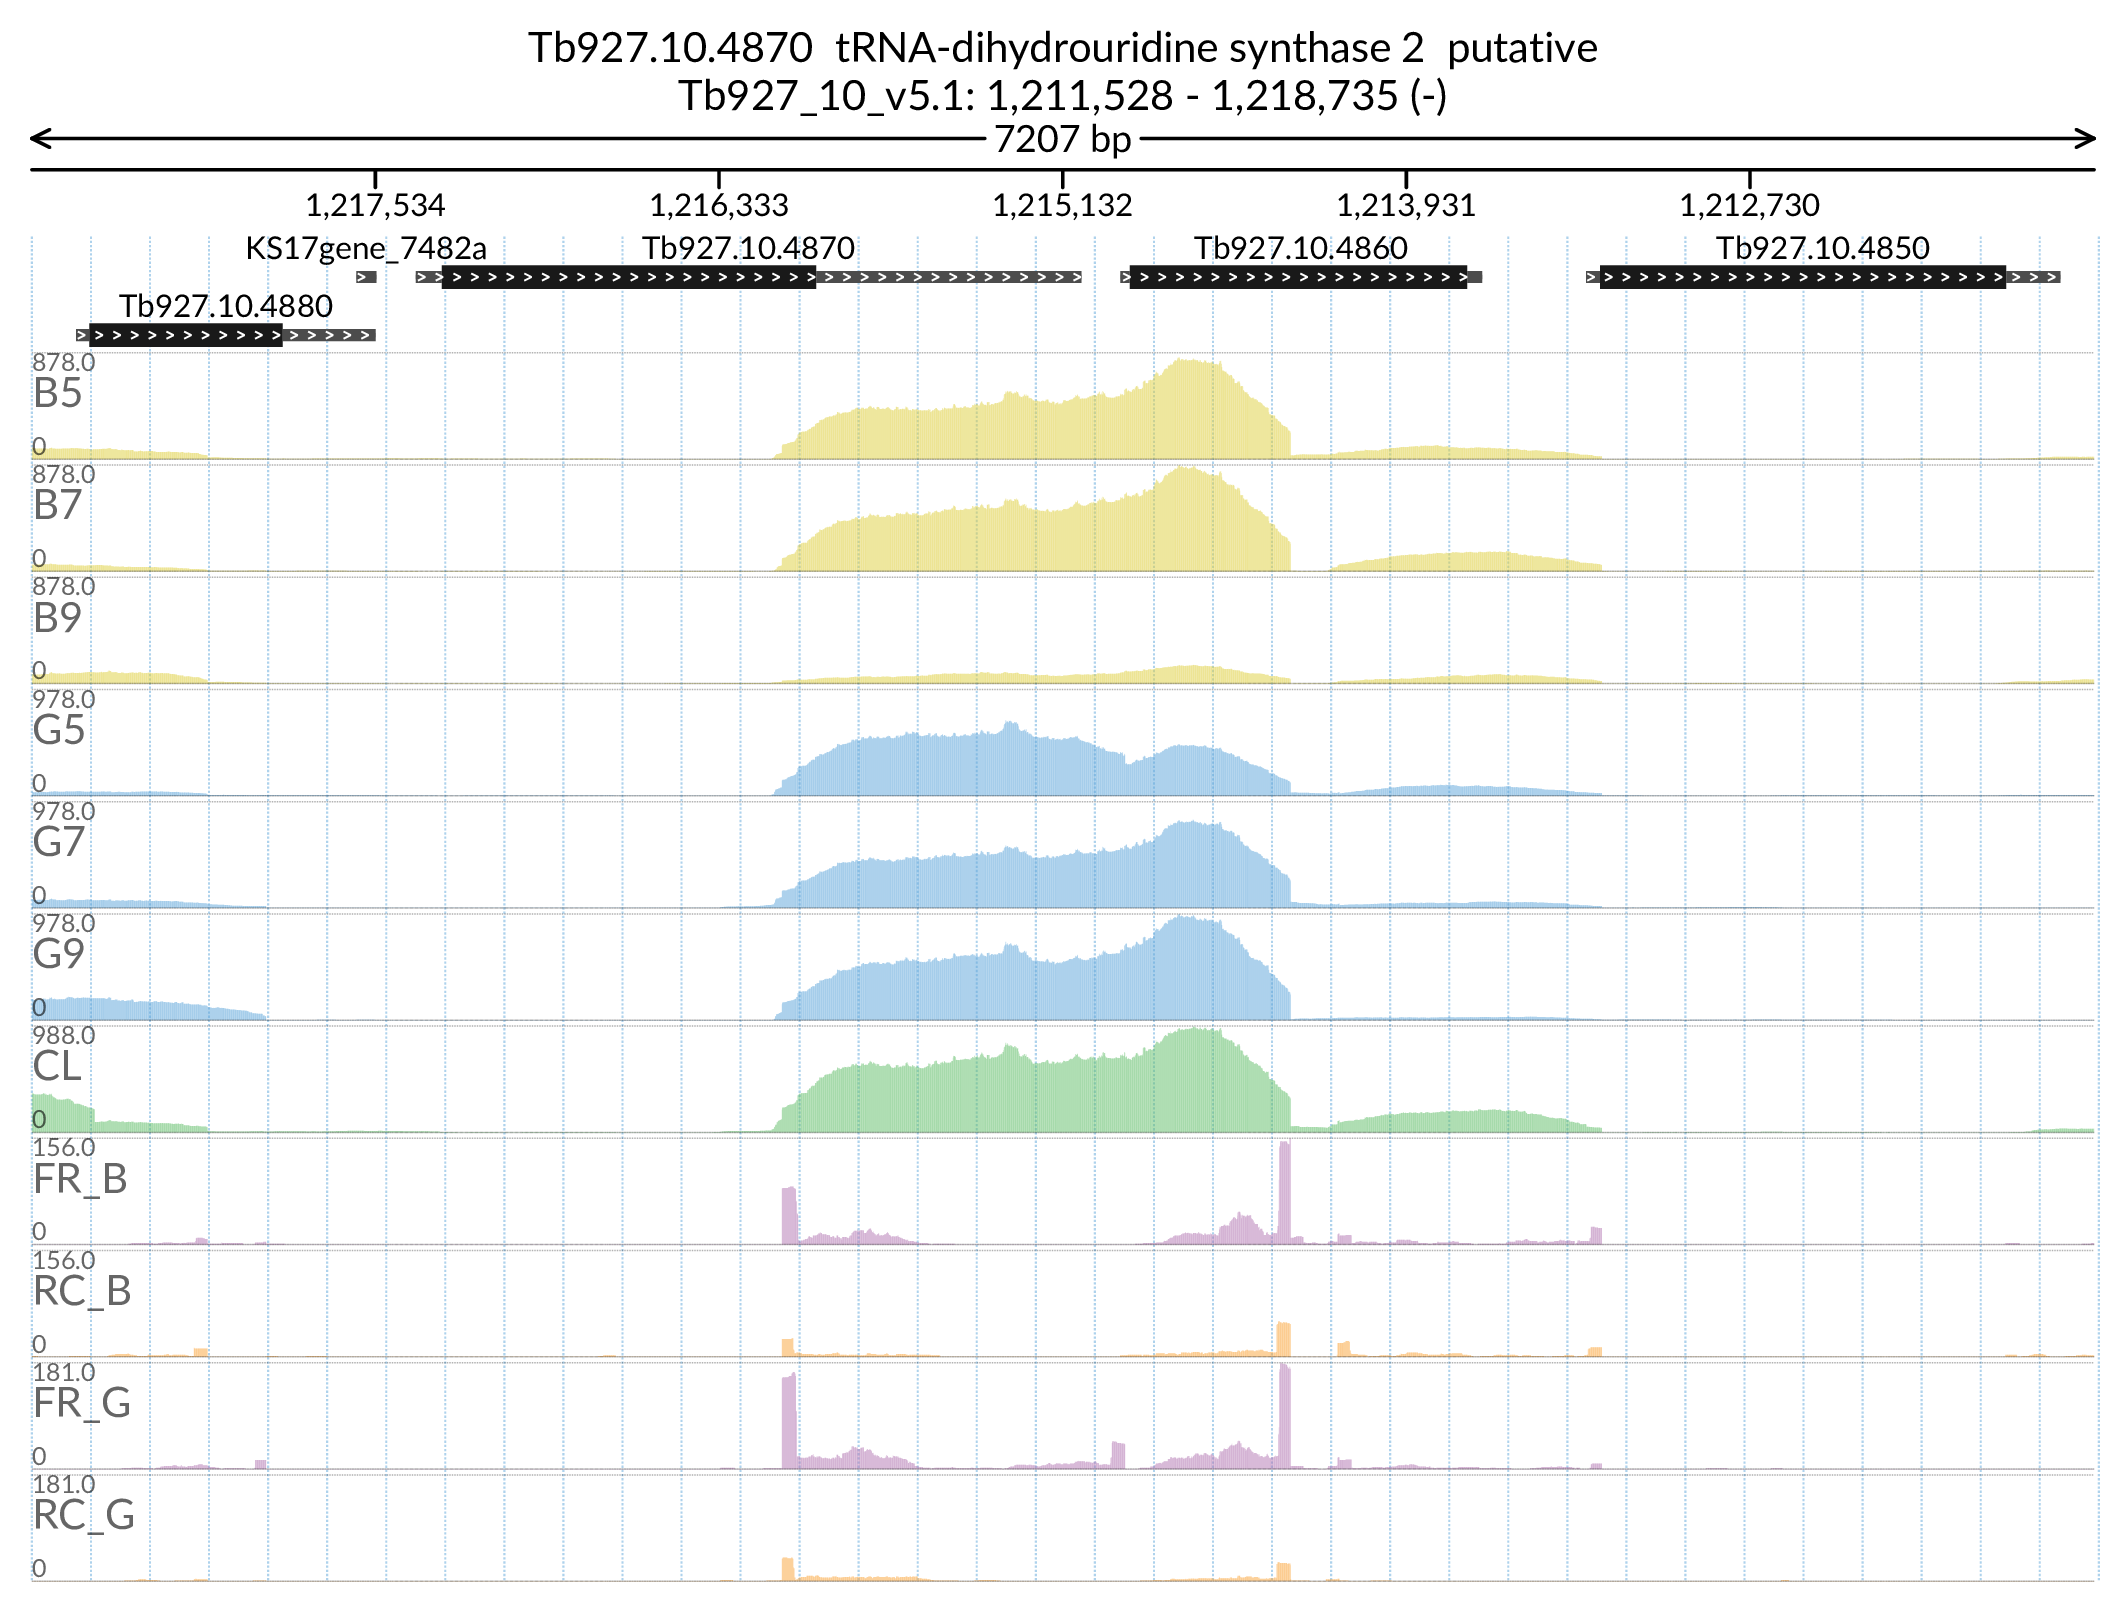 Tb927.10.4870 tRNA-dihydrouridine synthase 2 putative
Tb927_10_v5.1: 1,211,528 - 1,218,735 (-)
7207 bp
1,217,534 1,216,333 1,215,132 1,213,931 1,212,730
KS17gene_7482a Tb927.10.4870 Tb927.10.4860 Tb927.10.4850
Tb927.10.4880
878.0
B5
0
878.0
B7
0
878.0
B9
0
978.0
G5
0
978.0
G7
0
978.0
G9
0
988.0
CL
0
156.0
FR_B
0
156.0
RC_B
0
181.0
FR_G
0
181.0
RC_G
0